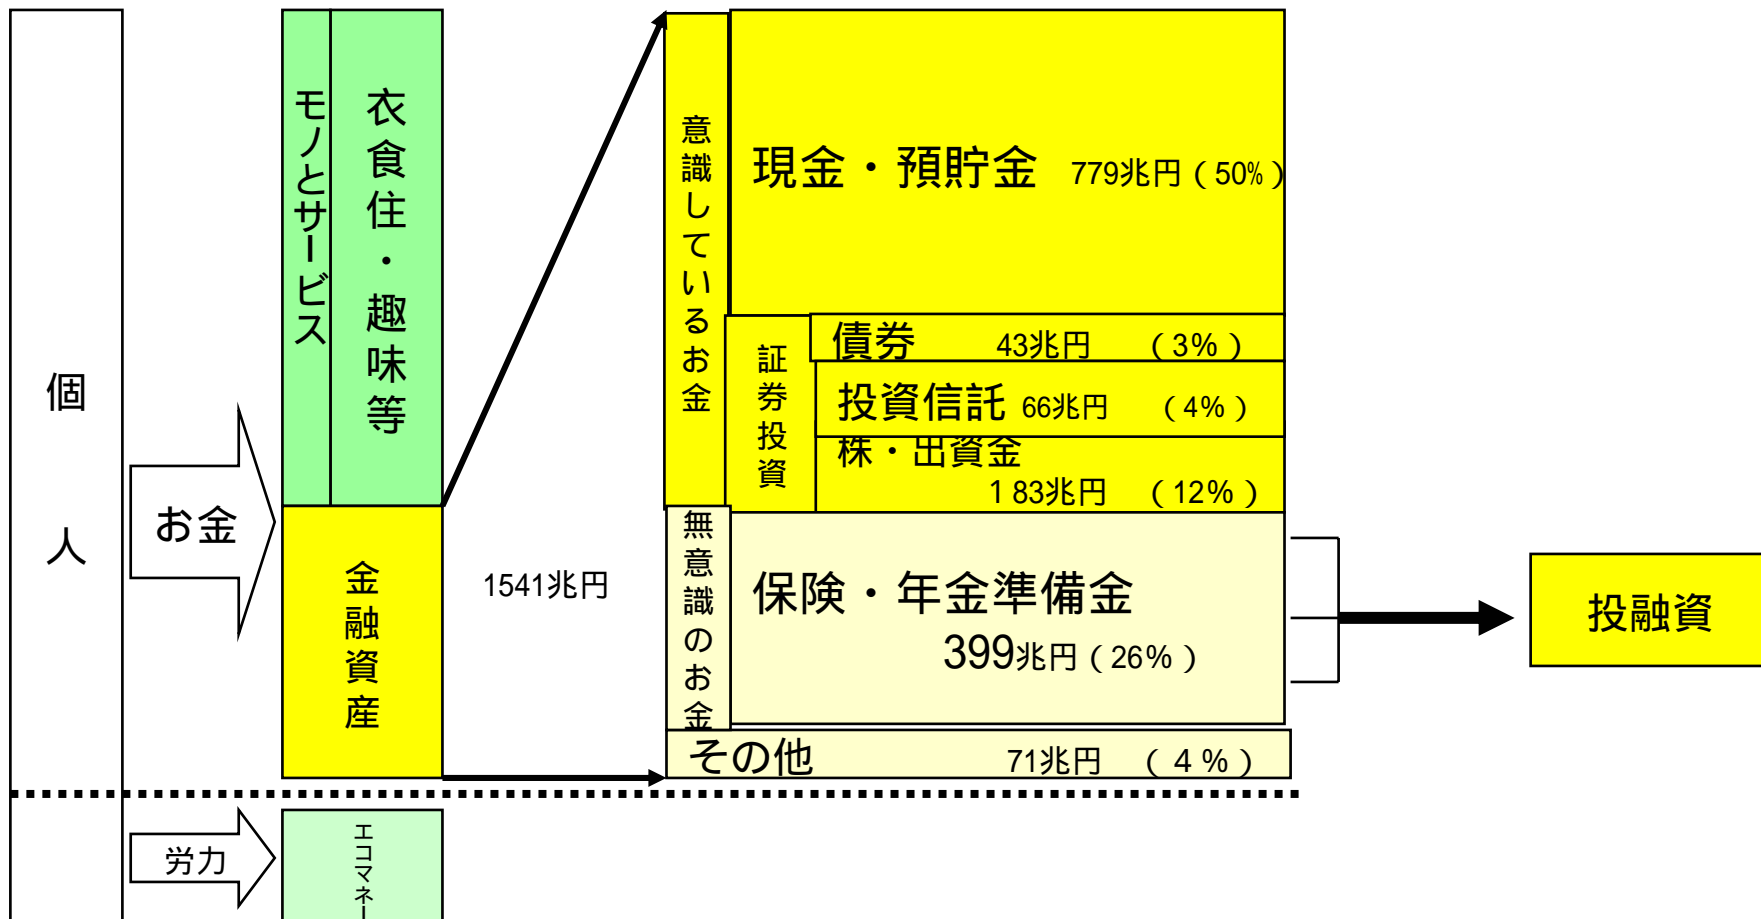 個人
お金
労力
モノとサービス
衣食住・趣味等
金融資産
エコマネー
1541兆円
意識しているお金
現金・預貯金 779兆円(50%)
証券投資
債券 43兆円 (3%)
投資信託 66兆円 (4%)
株・出資金
183兆円 (12%)
無意識のお金
保険・年金準備金
399兆円(26%)
その他 71兆円 (4%)
投融資